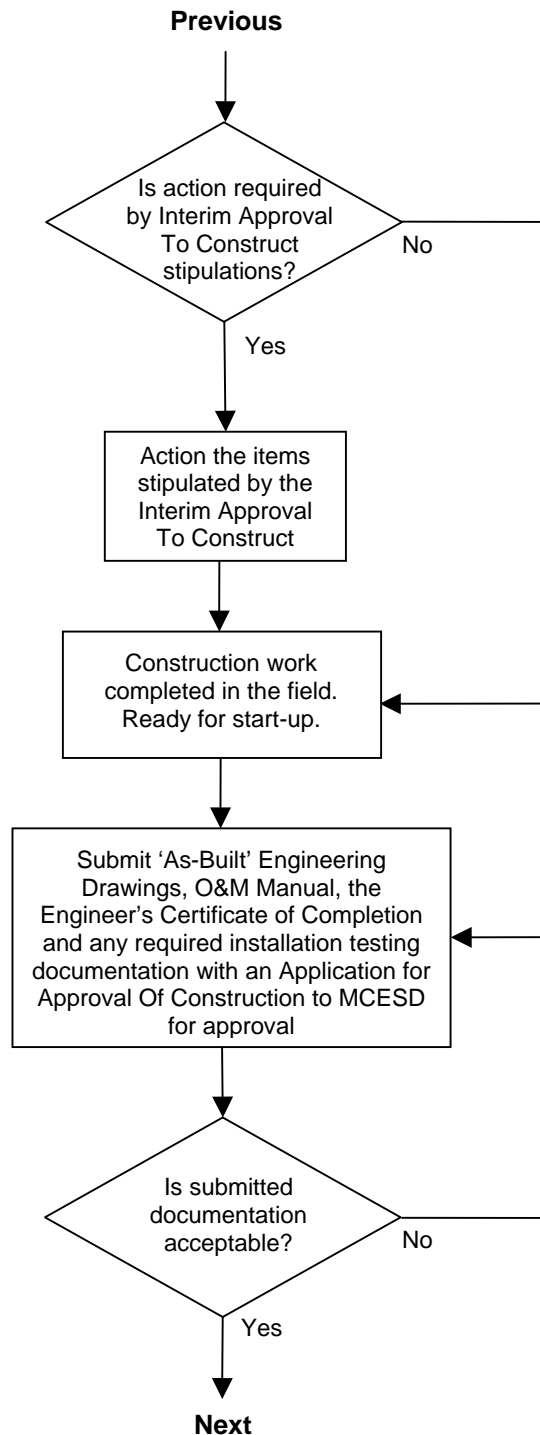 Previous
Is action required
by Interim Approval
To Construct
stipulations?
No
Yes
Action the items
stipulated by the
Interim Approval
To Construct
Construction work
completed in the field.
Ready for start-up.
Submit ‘As-Built’ Engineering
Drawings, O&M Manual, the
Engineer’s Certificate of Completion
and any required installation testing
documentation with an Application for
Approval Of Construction to MCESD
for approval
Is submitted
documentation
acceptable?
No
Yes
Next